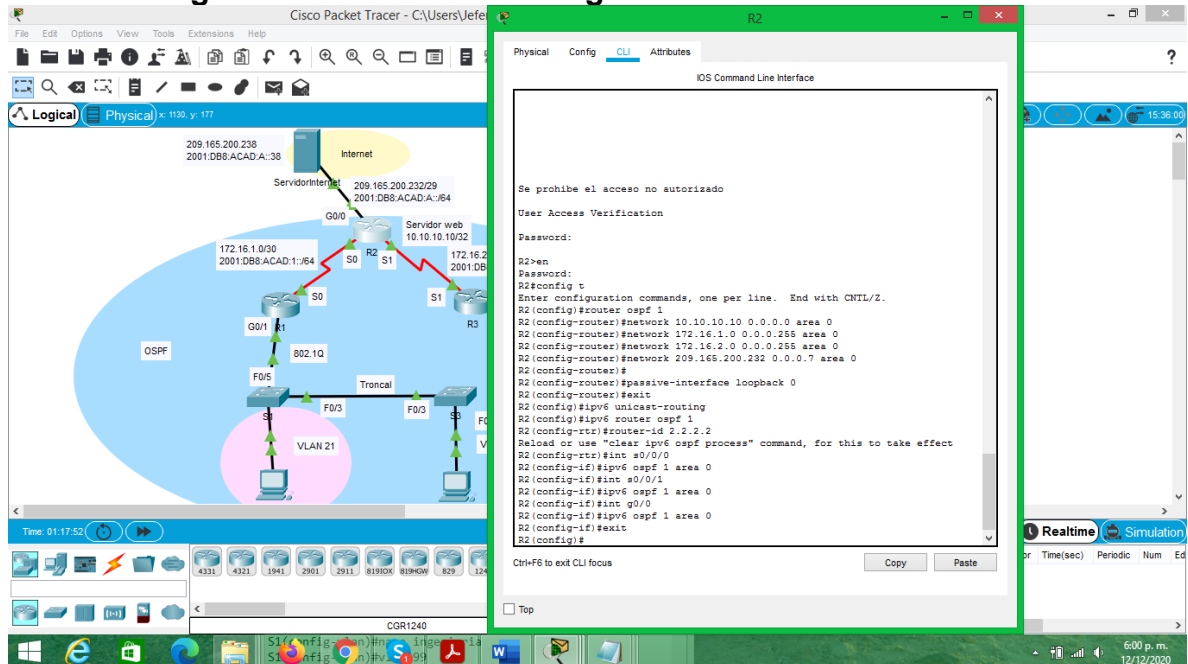 Cisco Packet Tracer - C:\Users\Jefe
File Edit Options View Tools Extensions Help
Logical Physical x: 1130, y: 177
15:36:00
209.165.200.238
2001:DB8:ACAD:A::38
Internet
ServidorInternet
209.165.200.232/29
2001:DB8:ACAD:A::/64
G0/0
Servidor web
10.10.10.10/32
172.16.1.0/30
2001:DB8:ACAD:1::/64
S0
R2
S1
172.16.2
2001:DB
S0
S1
G0/1
R1
R3
OSPF
802.1Q
F0/5
Troncal
S1
F0/3
F0/3
S3
VLAN 21
Time: 01:17:52
Realtime
Simulation
4331 4321 1941 2901 2911 819IOX 819HGW 829
Time(sec) Periodic Num Ed
CGR1240
R2
Physical Config CLI Attributes
IOS Command Line Interface
Se prohibe el acceso no autorizado
User Access Verification
Password:
R2>en
Password:
R2#config t
Enter configuration commands, one per line. End with CNTL/Z.
R2(config)#router ospf 1
R2(config-router)#network 10.10.10.10 0.0.0.0 area 0
R2(config-router)#network 172.16.1.0 0.0.0.255 area 0
R2(config-router)#network 172.16.2.0 0.0.0.255 area 0
R2(config-router)#network 209.165.200.232 0.0.0.7 area 0
R2(config-router)#
R2(config-router)#passive-interface loopback 0
R2(config-router)#exit
R2(config)#ipv6 unicast-routing
R2(config)#ipv6 router ospf 1
R2(config-rtr)#router-id 2.2.2.2
Reload or use "clear ipv6 ospf process" command, for this to take effect
R2(config-rtr)#int s0/0/0
R2(config-if)#ipv6 ospf 1 area 0
R2(config-if)#int s0/0/1
R2(config-if)#ipv6 ospf 1 area 0
R2(config-if)#int g0/0
R2(config-if)#ipv6 ospf 1 area 0
R2(config-if)#exit
R2(config)#
Ctrl+F6 to exit CLI focus
Copy
Paste
Top
6:00 p. m.
12/12/2020